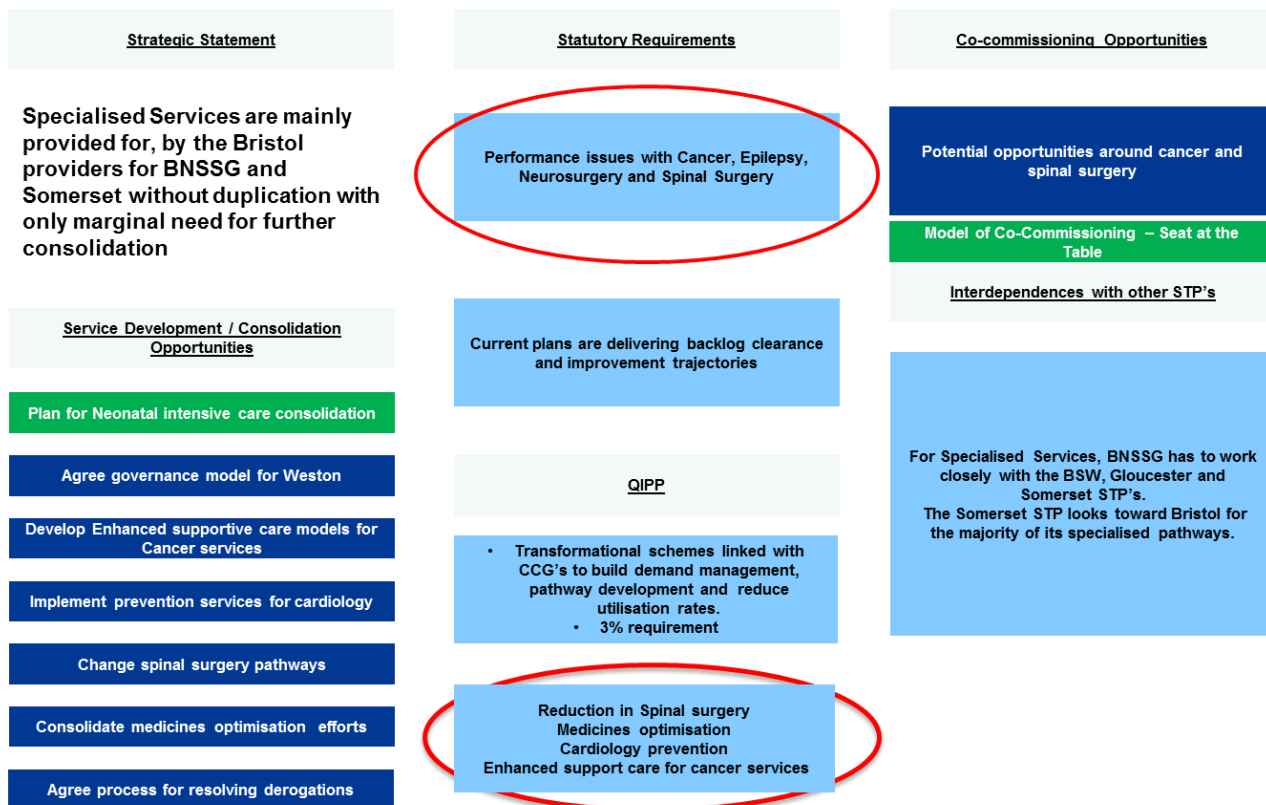 Strategic Statement
Specialised Services are mainly
provided for, by the Bristol
providers for BNSSG and
Somerset without duplication with
only marginal need for further
consolidation
Service Development / Consolidation
Opportunities
Plan for Neonatal intensive care consolidation
Agree governance model for Weston
Develop Enhanced supportive care models for
Cancer services
Implement prevention services for cardiology
Change spinal surgery pathways
Consolidate medicines optimisation efforts
Agree process for resolving derogations
Statutory Requirements
Performance issues with Cancer, Epilepsy,
Neurosurgery and Spinal Surgery
Current plans are delivering backlog clearance
and improvement trajectories
QIPP
• Transformational schemes linked with
CCG's to build demand management,
pathway development and reduce
utilisation rates.
• 3% requirement
Reduction in Spinal surgery
Medicines optimisation
Cardiology prevention
Enhanced support care for cancer services
Co-commissioning Opportunities
Potential opportunities around cancer and
spinal surgery
Model of Co-Commissioning – Seat at the
Table
Interdependences with other STP's
For Specialised Services, BNSSG has to work
closely with the BSW, Gloucester and
Somerset STP's.
The Somerset STP looks toward Bristol for
the majority of its specialised pathways.